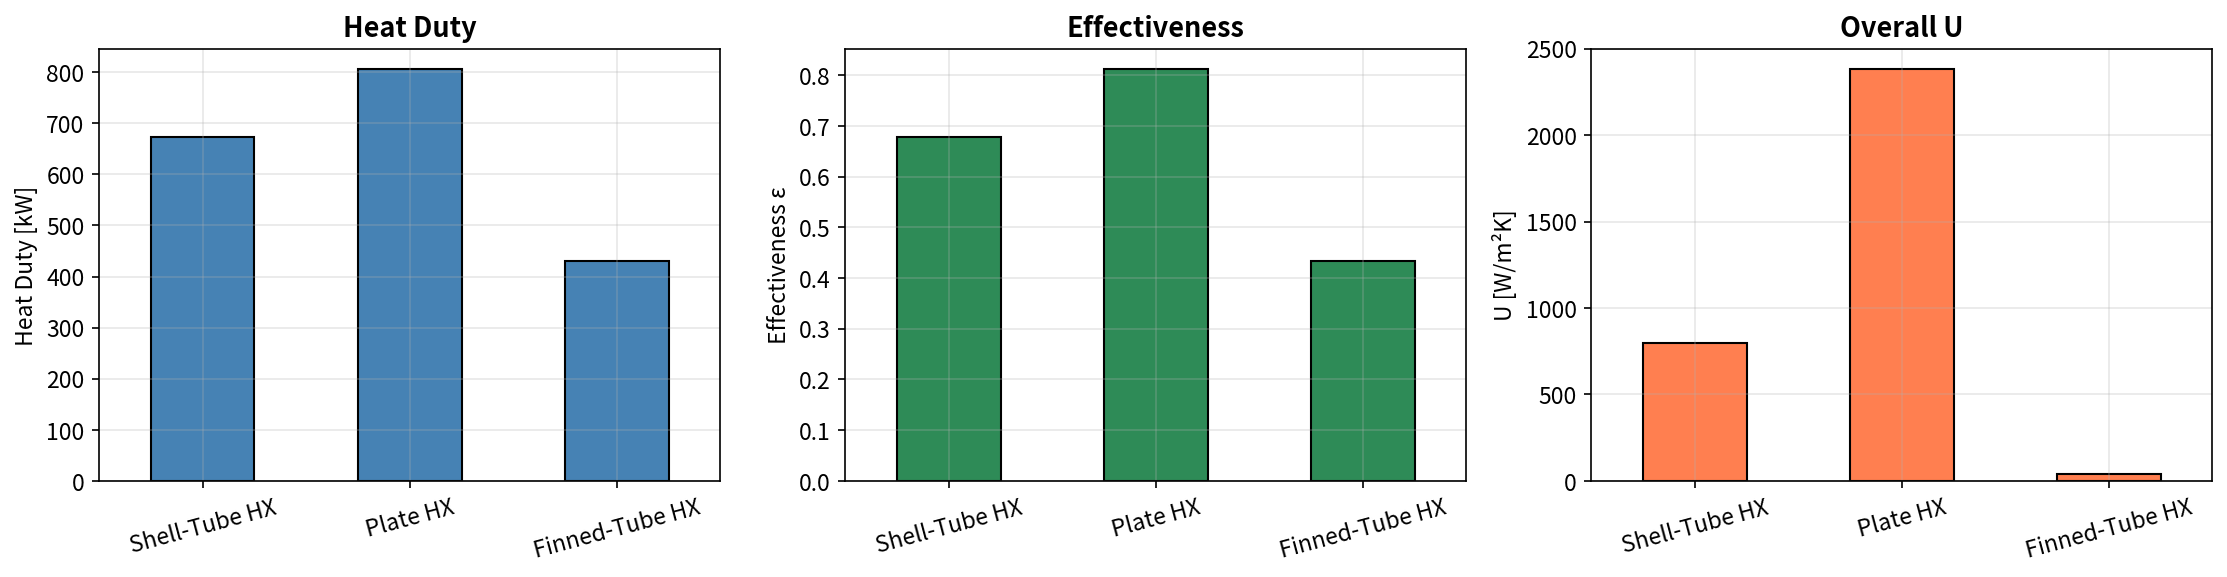 Heat Duty
Heat Duty [kW]
800
700
600
500
400
300
200
100
0
Shell-Tube HX
Plate HX
Finned-Tube HX
Effectiveness
Effectiveness ε
0.8
0.7
0.6
0.5
0.4
0.3
0.2
0.1
0.0
Shell-Tube HX
Plate HX
Finned-Tube HX
Overall U
U [W/m²K]
2500
2000
1500
1000
500
0
Shell-Tube HX
Plate HX
Finned-Tube HX